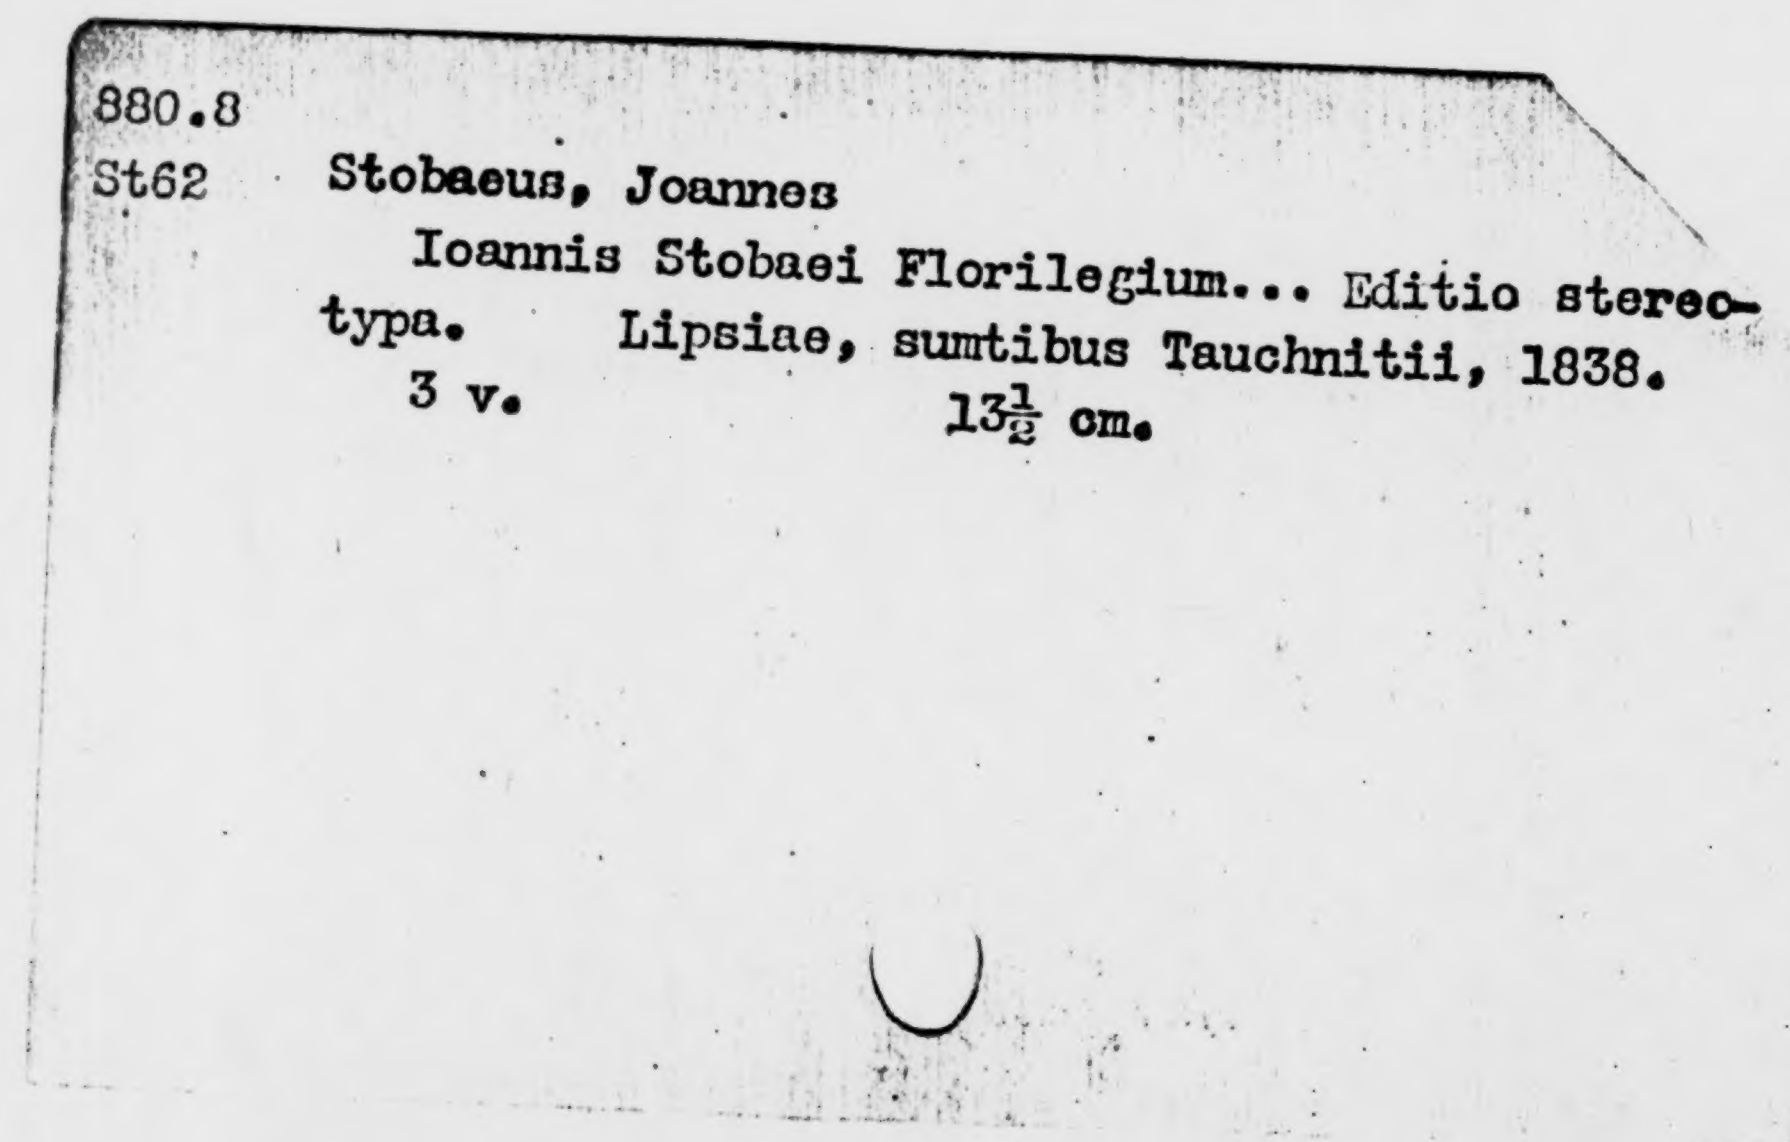 880.8
St62 Stobaeus, Joannes
Ioannis Stobaei Florilegium... Editio stereo-
typa. Lipsiae, sumtibus Tauchnitii, 1838.
3 v. 13½ cm.